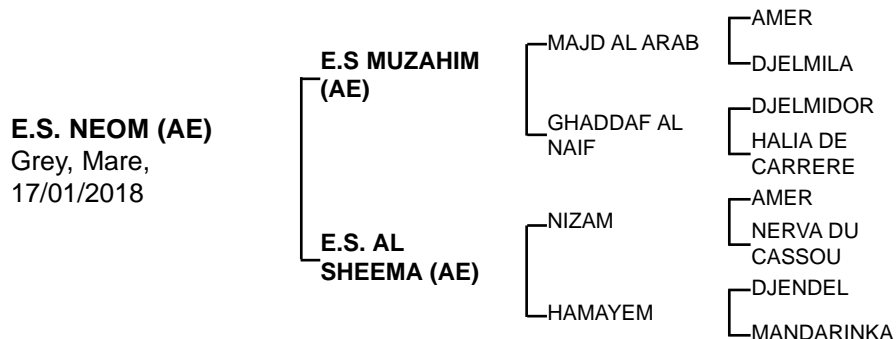 E.S. NEOM (AE)
Grey, Mare,
17/01/2018
E.S MUZAHIM
(AE)
E.S. AL
SHEEMA (AE)
MAJD AL ARAB
GHADDAF AL
NAIF
NIZAM
HAMAYEM
AMER
DJELMILA
DJELMIDOR
HALIA DE
CARRERE
AMER
NERVA DU
CASSOU
DJENDEL
MANDARINKA